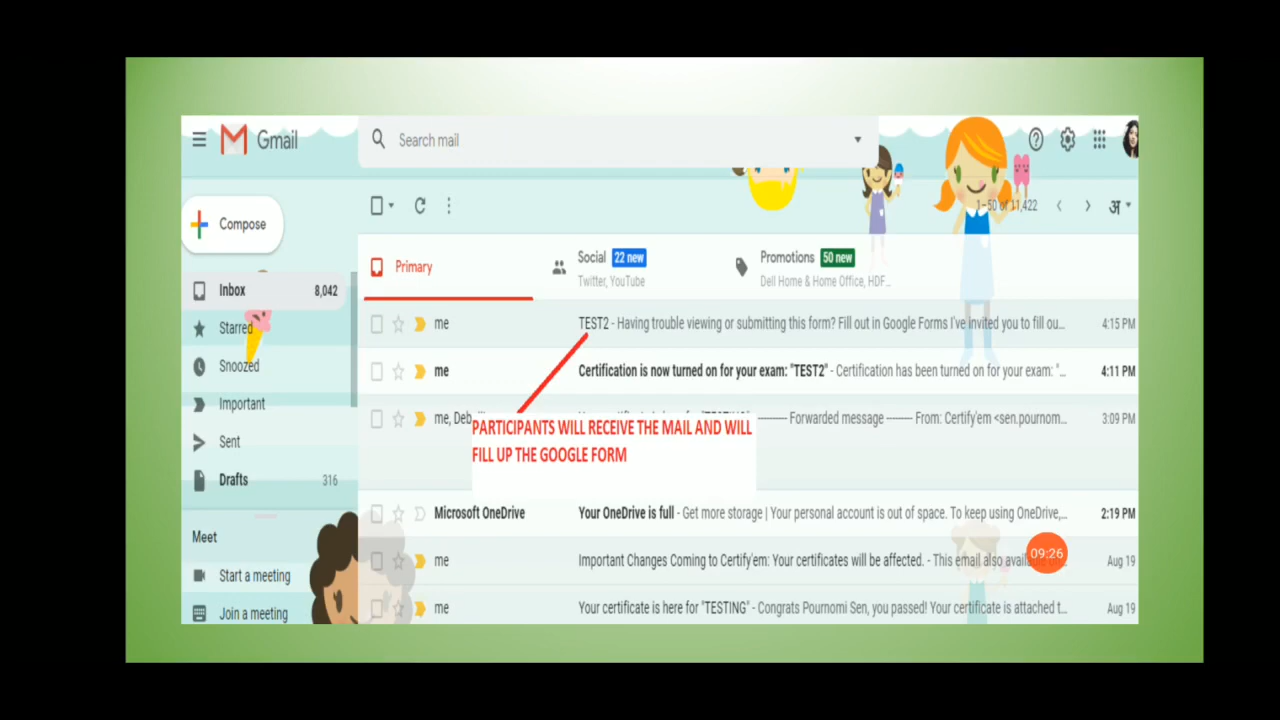 Gmail
Search mail
Compose
1–50 of 11,422
अ
Primary
Social 22 new
Twitter, YouTube
Promotions 50 new
Dell Home & Home Office, HDF...
Inbox 8,042
Starred
Snoozed
Important
Sent
Drafts 316
Meet
Start a meeting
Join a meeting
me TEST2 - Having trouble viewing or submitting this form? Fill out in Google Forms I've invited you to fill ou... 4:15 PM
me Certification is now turned on for your exam: "TEST2" - Certification has been turned on for your exam: "... 4:11 PM
me, Deb ---------- Forwarded message --------- From: Certify'em <sen.pournom... 3:09 PM
PARTICIPANTS WILL RECEIVE THE MAIL AND WILL
FILL UP THE GOOGLE FORM
Microsoft OneDrive Your OneDrive is full - Get more storage | Your personal account is out of space. To keep using OneDrive,... 2:19 PM
me Important Changes Coming to Certify'em: Your certificates will be affected. - This email also Aug 19
09:26
me Your certificate is here for "TESTING" - Congrats Pournomi Sen, you passed! Your certificate is attached t... Aug 19